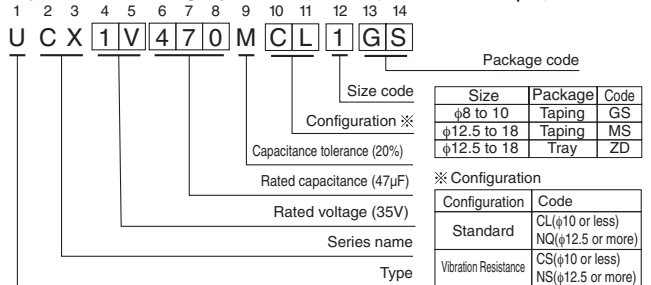 1 2 3 4 5 6 7 8 9 10 11 12 13 14
U C X 1 V 4 7 0 M C L 1 G S
Package code
Size code
Configuration ※
Capacitance tolerance (20%)
Rated capacitance (47µF)
Rated voltage (35V)
Series name
Type
Size Package Code
ϕ8 to 10 Taping GS
ϕ12.5 to 18 Taping MS
ϕ12.5 to 18 Tray ZD
※ Configuration
Configuration Code
Standard CL(ϕ10 or less)
NQ(ϕ12.5 or more)
Vibration Resistance CS(ϕ10 or less)
NS(ϕ12.5 or more)